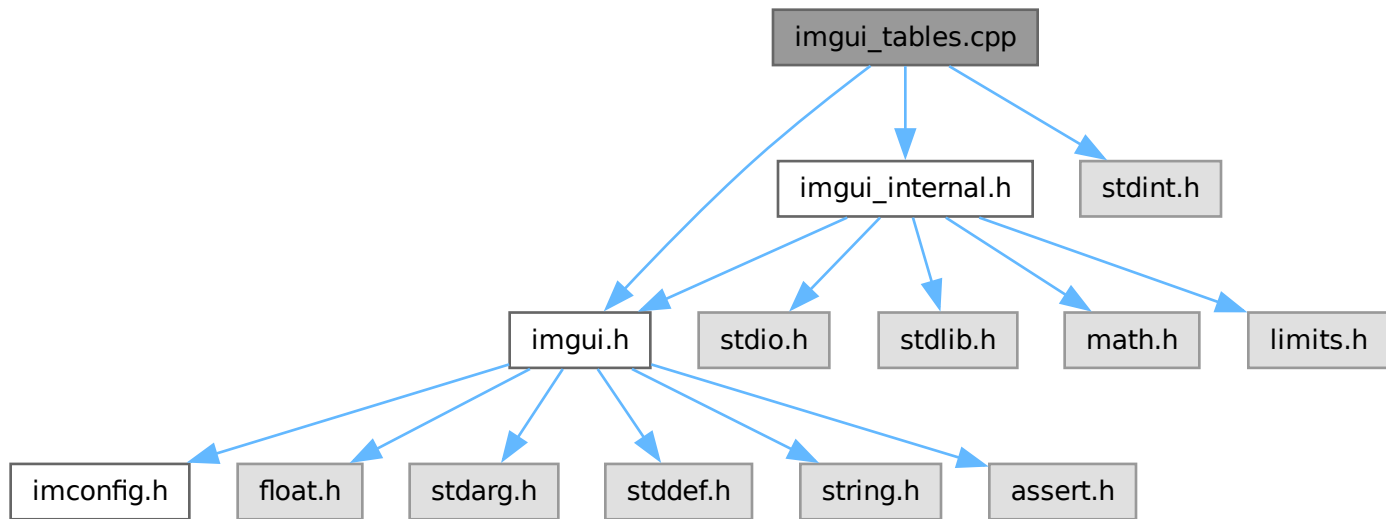 imgui_tables.cpp
imgui_internal.h
stdint.h
imgui.h
stdio.h
stdlib.h
math.h
limits.h
imconfig.h
float.h
stdarg.h
stddef.h
string.h
assert.h